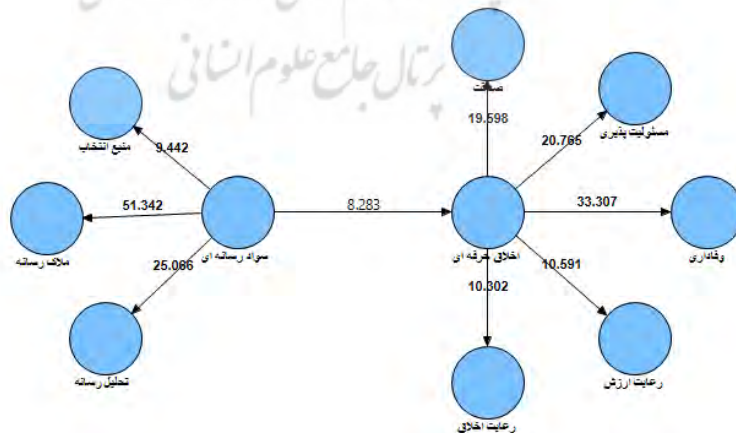 پرتال جامع علوم انسانی
صداقت
19.598
منبع انتخاب
9.442
مسئولیت پذیری
20.765
ملاک رسانه
51.342
سواد رسانه ای
8.283
اخلاق حرفه ای
33.307
وفاداری
25.066
10.302
10.591
تحلیل رسانه
رعایت اخلاق
رعایت ارزش